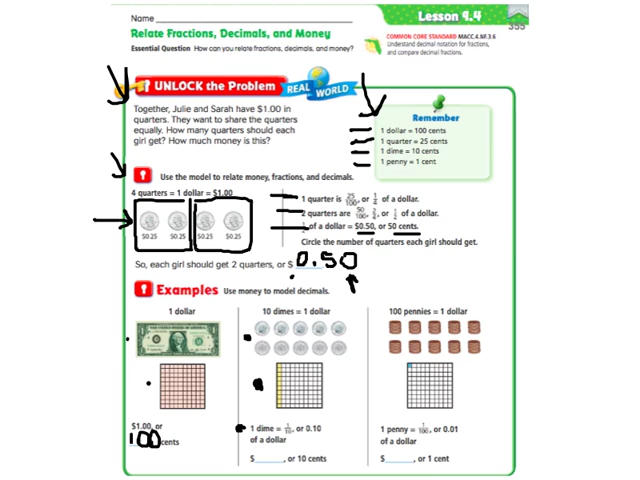 Name
Lesson 9.4
355
Relate Fractions, Decimals, and Money
Essential Question How can you relate fractions, decimals, and money?
COMMON CORE STANDARD MACC.4.NF.3.6
Understand decimal notation for fractions,
and compare decimal fractions.
UNLOCK the Problem REAL WORLD
Together, Julie and Sarah have $1.00 in
quarters. They want to share the quarters
equally. How many quarters should each
girl get? How much money is this?
Remember
1 dollar = 100 cents
1 quarter = 25 cents
1 dime = 10 cents
1 penny = 1 cent
Use the model to relate money, fractions, and decimals.
4 quarters = 1 dollar = $1.00
$0.25 $0.25 $0.25 $0.25
1 quarter is 25/100, or 1/4 of a dollar.
2 quarters are 50/100, 2/4, or 1/2 of a dollar.
1/2 of a dollar = $0.50, or 50 cents.
Circle the number of quarters each girl should get.
So, each girl should get 2 quarters, or $ 0.50
Examples Use money to model decimals.
1 dollar
$1.00, or
100 cents
10 dimes = 1 dollar
1 dime = 1/10, or 0.10
of a dollar
$______, or 10 cents
100 pennies = 1 dollar
1 penny = 1/100, or 0.01
of a dollar
$______, or 1 cent